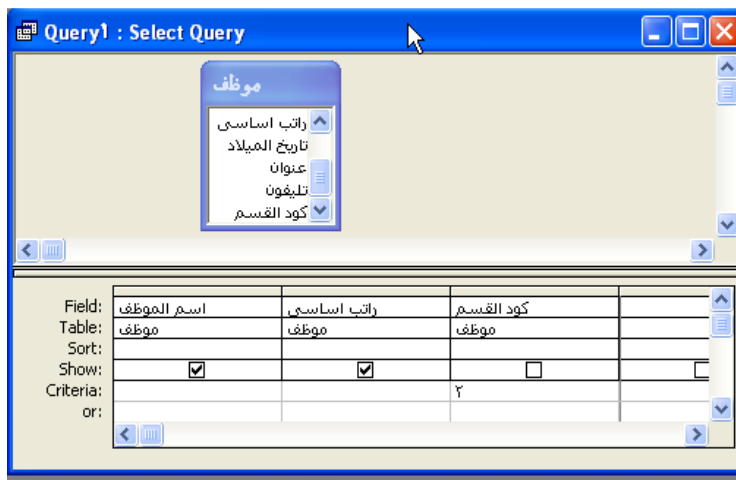 Query1 : Select Query
موظف
راتب اساسى
تاريخ الميلاد
عنوان
تليفون
كود القسم
Field: اسم الموظف راتب اساسى كود القسم
Table: موظف موظف موظف
Sort:
Show:
Criteria: ٢
or: